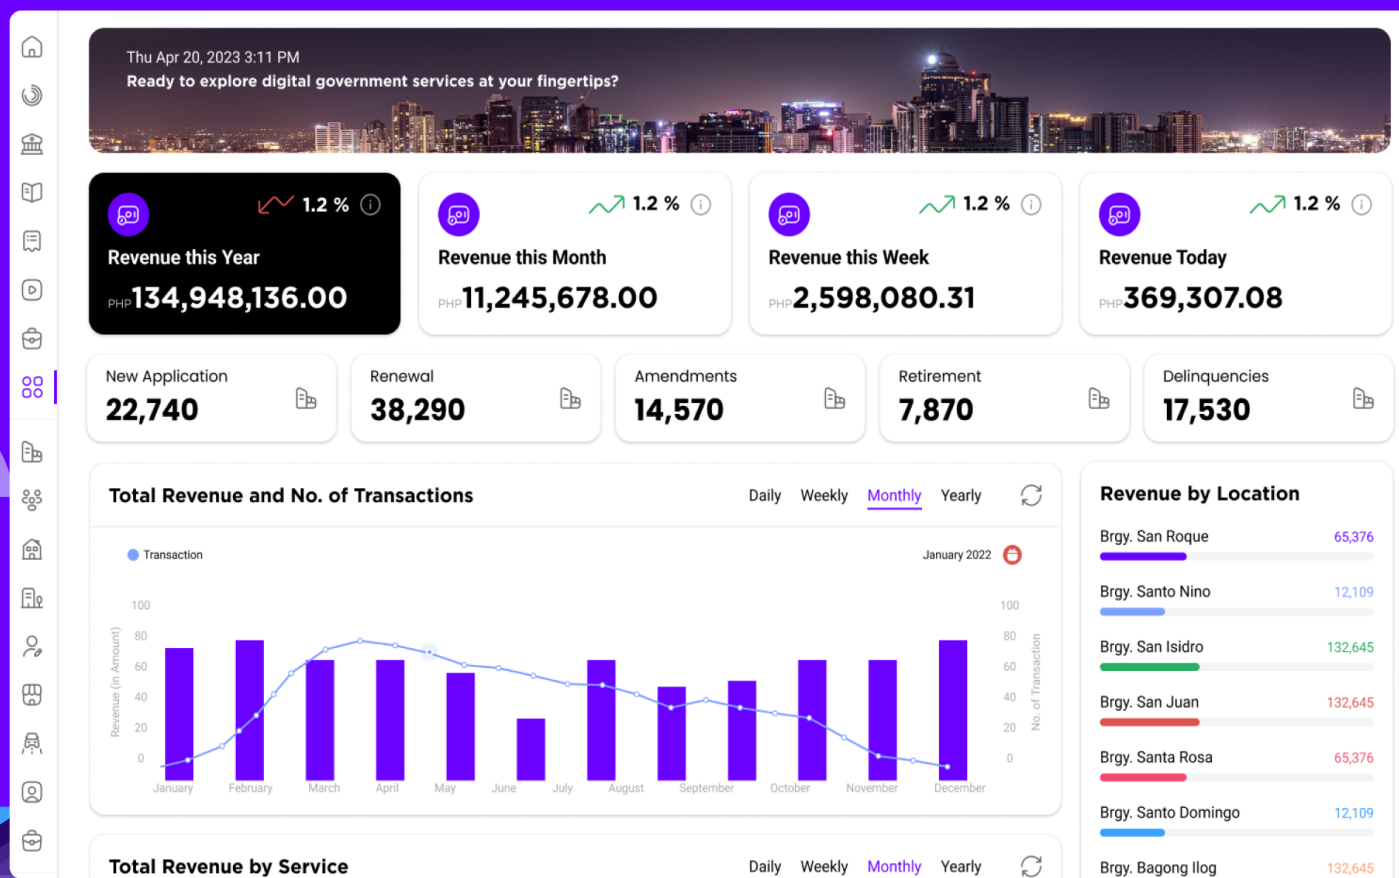 Thu Apr 20, 2023 3:11 PM
Ready to explore digital government services at your fingertips?
1.2 %
Revenue this Year
PHP134,948,136.00
1.2 %
Revenue this Month
PHP11,245,678.00
1.2 %
Revenue this Week
PHP2,598,080.31
1.2 %
Revenue Today
PHP369,307.08
New Application
22,740
Renewal
38,290
Amendments
14,570
Retirement
7,870
Delinquencies
17,530
Total Revenue and No. of Transactions
Daily Weekly Monthly Yearly
Transaction
January 2022
Revenue (in Amount)
100
80
60
40
20
0
100
80
60
40
20
0
No. of Transaction
January February March April May June July August September October November December
Revenue by Location
Brgy. San Roque 65,376
Brgy. Santo Nino 12,109
Brgy. San Isidro 132,645
Brgy. San Juan 132,645
Brgy. Santa Rosa 65,376
Brgy. Santo Domingo 12,109
Brgy. Bagong Ilog 132,645
Total Revenue by Service
Daily Weekly Monthly Yearly